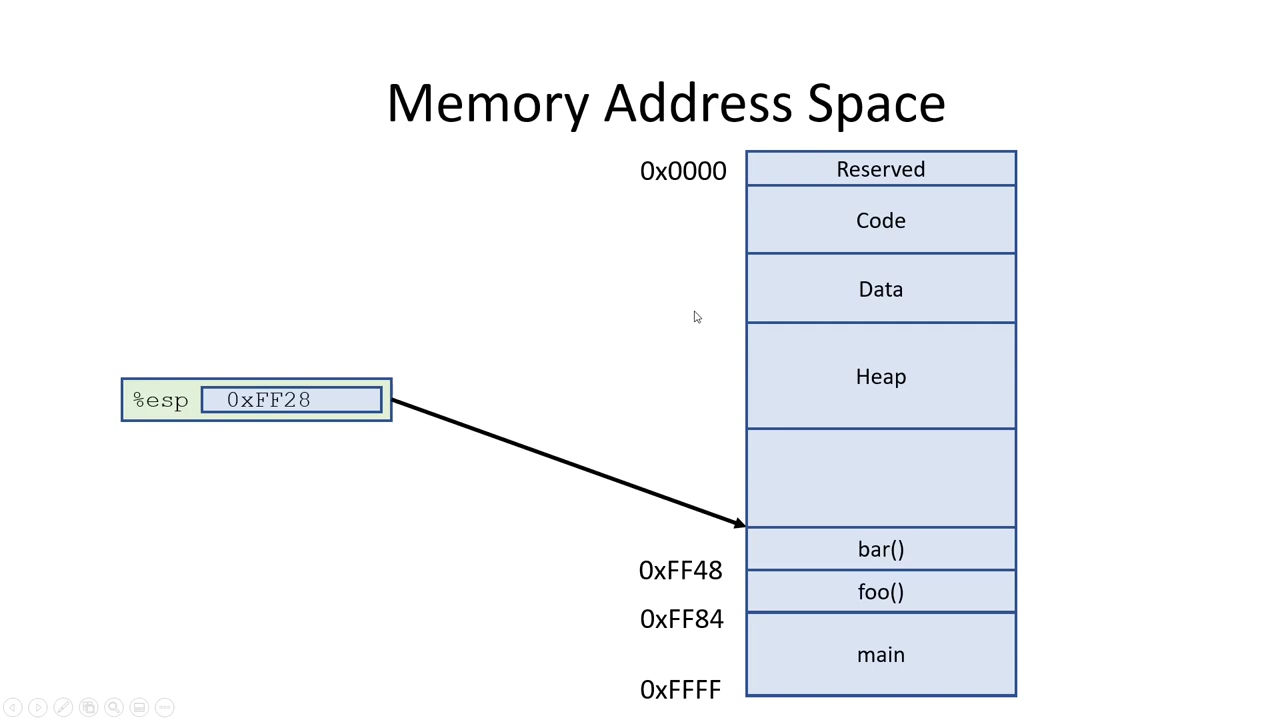 Memory Address Space
0x0000
Reserved
Code
Data
Heap
%esp 0xFF28
bar()
0xFF48
foo()
0xFF84
main
0xFFFF